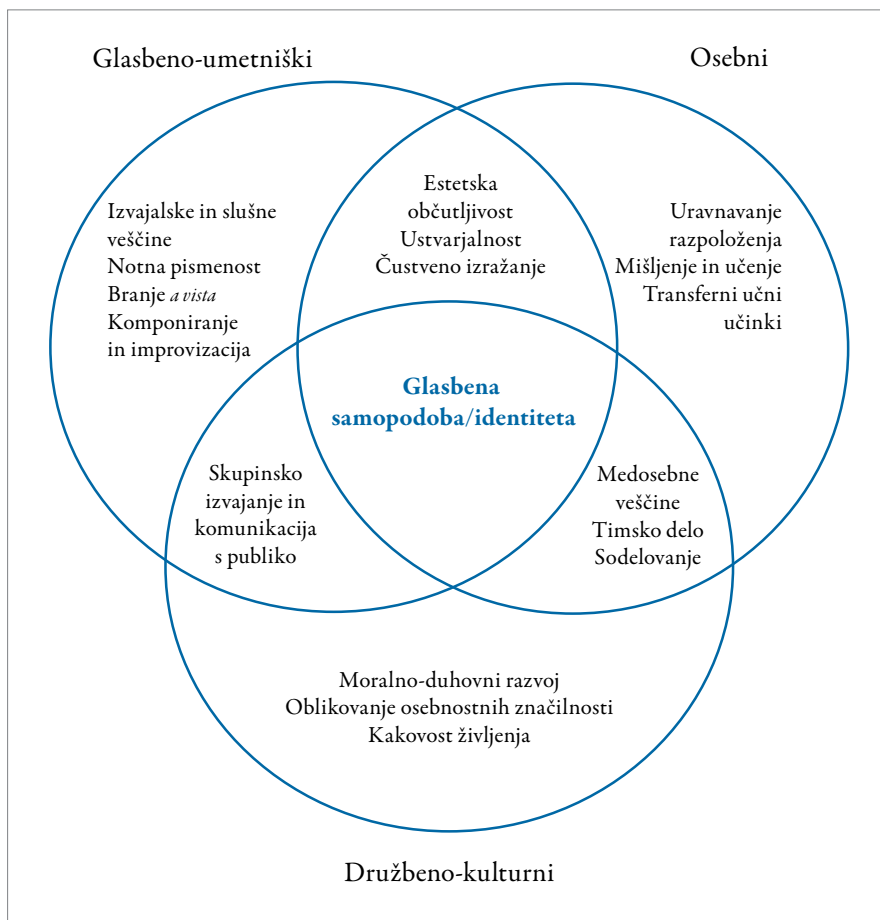 Glasbeno-umetniški
Osebni
Estetska
občutljivost
Ustvarjalnost
Čustveno izražanje
Izvajalske in slušne
veščine
Notna pismenost
Branje a vista
Komponiranje
in improvizacija
Uravnavanje
razpoloženja
Mišljenje in učenje
Transferni učni
učinki
Glasbena
samopodoba/identiteta
Skupinsko
izvajanje in
komunikacija
s publiko
Medosebne
veščine
Timsko delo
Sodelovanje
Moralno-duhovni razvoj
Oblikovanje osebnostnih značilnosti
Kakovost življenja
Družbeno-kulturni